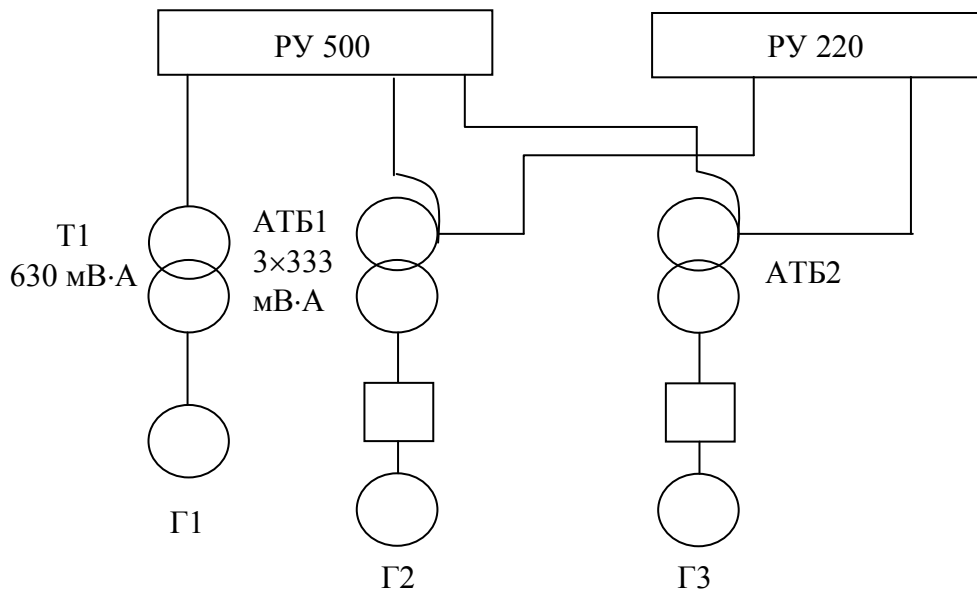 РУ 500
РУ 220
Т1
630 мВ·А
АТБ1
3×333
мВ·А
АТБ2
Г1
Г2
Г3